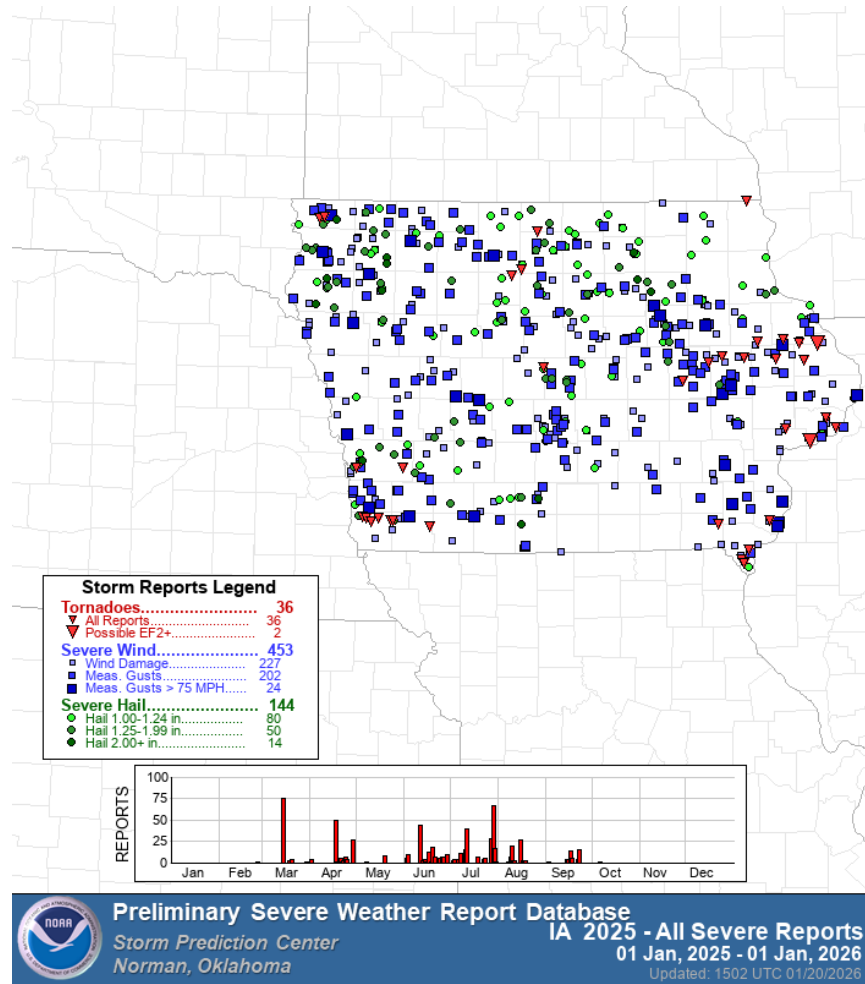 Storm Reports Legend
Tornadoes........................ 36
All Reports.......................... 36
Possible EF2+...................... 2
Severe Wind..................... 453
Wind Damage..................... 227
Meas. Gusts........................ 202
Meas. Gusts > 75 MPH...... 24
Severe Hail........................ 144
Hail 1.00-1.24 in................. 80
Hail 1.25-1.99 in................. 50
Hail 2.00+ in........................ 14
REPORTS
100
75
50
25
0
Jan Feb Mar Apr May Jun Jul Aug Sep Oct Nov Dec
NOAA
Preliminary Severe Weather Report Database
Storm Prediction Center
Norman, Oklahoma
IA 2025 - All Severe Reports
01 Jan, 2025 - 01 Jan, 2026
Updated: 1502 UTC 01/20/2026